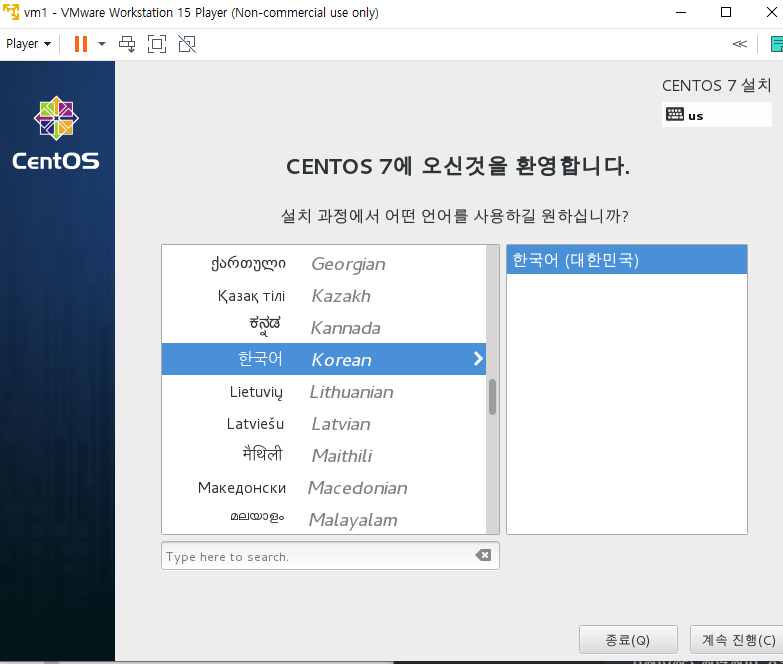 vm1 - VMware Workstation 15 Player (Non-commercial use only)
Player
CentOS
CENTOS 7 설치
us
CENTOS 7에 오신것을 환영합니다.
설치 과정에서 어떤 언어를 사용하길 원하십니까?
ქართული Georgian
Қазақ тілі Kazakh
ಕನ್ನಡ Kannada
한국어 Korean
Lietuvių Lithuanian
Latviešu Latvian
मैथिली Maithili
Македонски Macedonian
മലയാളം Malayalam
한국어 (대한민국)
Type here to search.
종료(Q)
계속 진행(C)